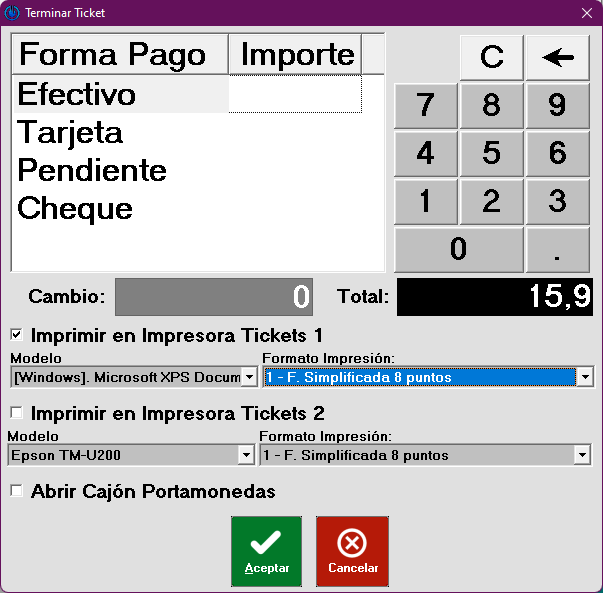 Terminar Ticket
Forma Pago Importe
Efectivo
Tarjeta
Pendiente
Cheque
C
7 8 9
4 5 6
1 2 3
0 .
Cambio: 0 Total: 15,9
Imprimir en Impresora Tickets 1
Modelo Formato Impresión:
[Windows]. Microsoft XPS Docum 1 - F. Simplificada 8 puntos
Imprimir en Impresora Tickets 2
Modelo Formato Impresión:
Epson TM-U200 1 - F. Simplificada 8 puntos
Abrir Cajón Portamonedas
Aceptar Cancelar